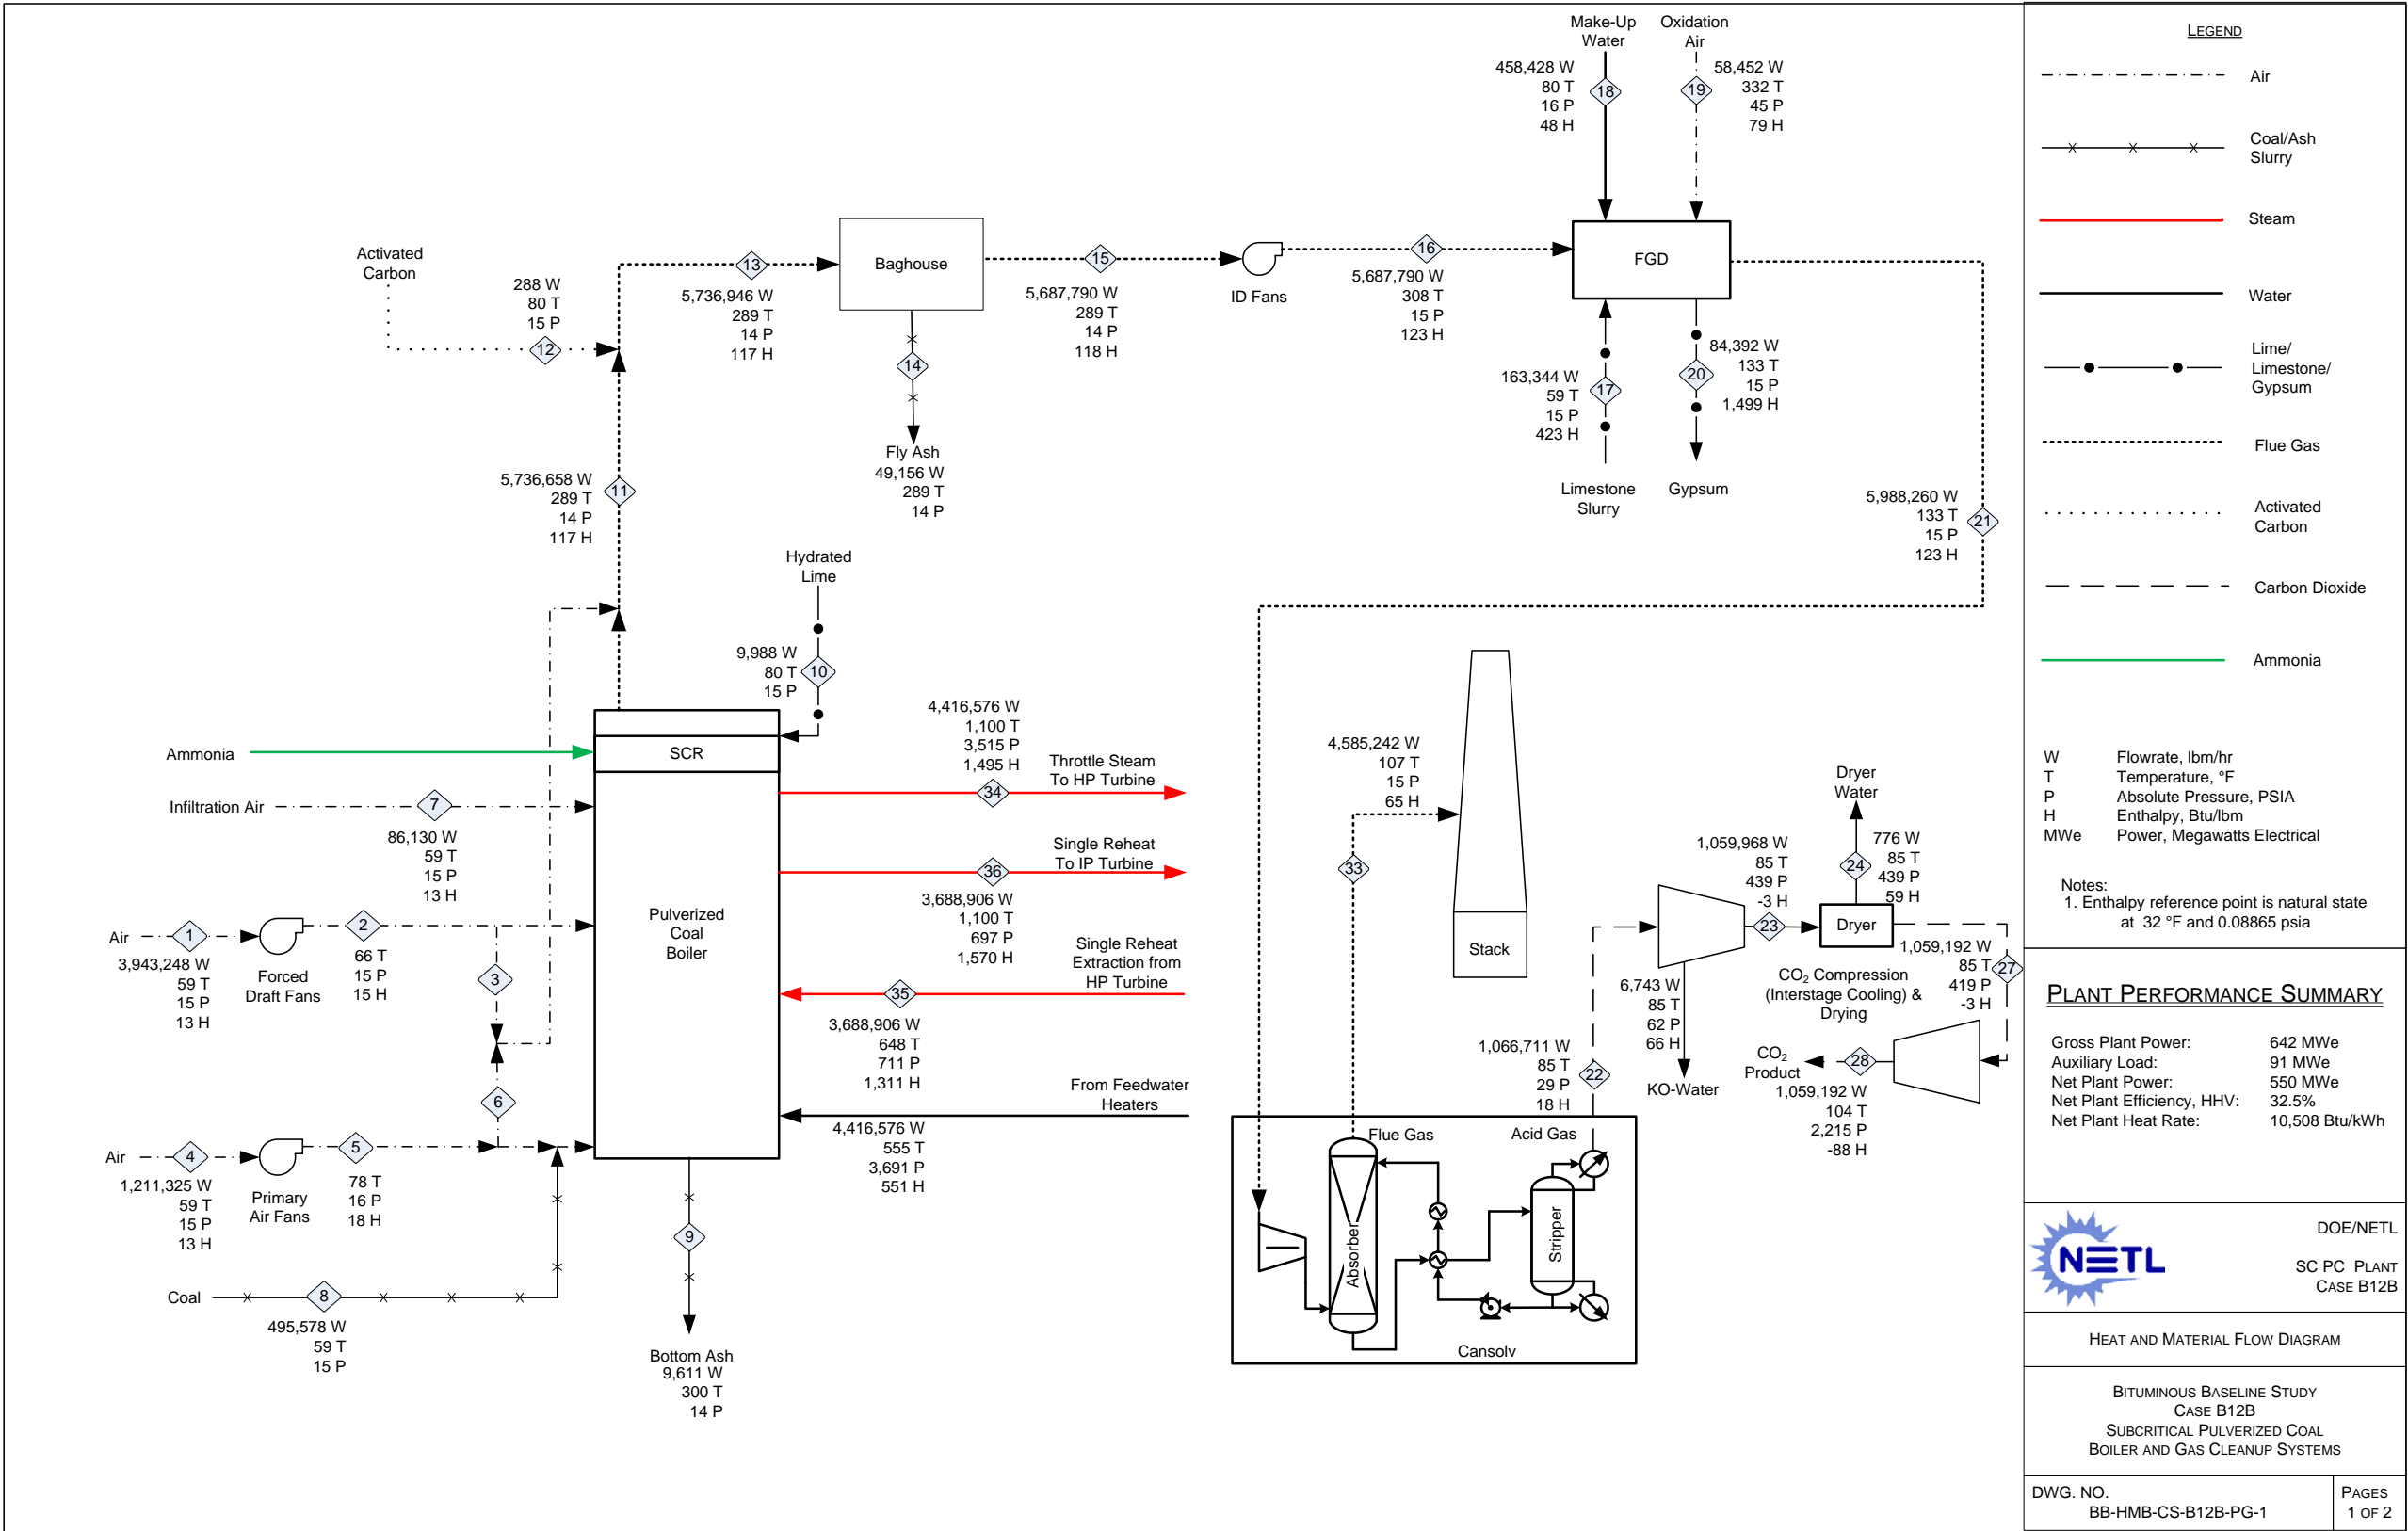 Make-Up
Water
Oxidation
Air
458,428 W
80 T
16 P
48 H
18
19
58,452 W
332 T
45 P
79 H
Activated
Carbon
288 W
80 T
15 P
12
13
5,736,946 W
289 T
14 P
117 H
Baghouse
15
5,687,790 W
289 T
14 P
118 H
ID Fans
16
5,687,790 W
308 T
15 P
123 H
FGD
14
Fly Ash
49,156 W
289 T
14 P
163,344 W
59 T
15 P
423 H
17
Limestone
Slurry
20
84,392 W
133 T
15 P
1,499 H
Gypsum
5,736,658 W
289 T
14 P
117 H
11
5,988,260 W
133 T
15 P
123 H
21
Hydrated
Lime
9,988 W
80 T
15 P
10
Ammonia
SCR
4,416,576 W
1,100 T
3,515 P
1,495 H
Throttle Steam
To HP Turbine
34
Infiltration Air
7
86,130 W
59 T
15 P
13 H
Single Reheat
To IP Turbine
36
3,688,906 W
1,100 T
697 P
1,570 H
Pulverized
Coal
Boiler
Air
1
3,943,248 W
59 T
15 P
13 H
Forced
Draft Fans
2
66 T
15 P
15 H
3
Single Reheat
Extraction from
HP Turbine
35
3,688,906 W
648 T
711 P
1,311 H
6
From Feedwater
Heaters
4,416,576 W
555 T
3,691 P
551 H
Air
4
1,211,325 W
59 T
15 P
13 H
Primary
Air Fans
5
78 T
16 P
18 H
Coal
8
495,578 W
59 T
15 P
9
Bottom Ash
9,611 W
300 T
14 P
4,585,242 W
107 T
15 P
65 H
33
Stack
1,059,968 W
85 T
439 P
-3 H
23
Dryer
Water
24
776 W
85 T
439 P
59 H
Dryer
1,059,192 W
85 T
419 P
-3 H
27
CO2 Compression
(Interstage Cooling) &
Drying
6,743 W
85 T
62 P
66 H
KO-Water
1,066,711 W
85 T
29 P
18 H
22
CO2
Product
28
1,059,192 W
104 T
2,215 P
-88 H
Flue Gas
Acid Gas
Absorber
Stripper
Cansolv
LEGEND
Air
Coal/Ash
Slurry
Steam
Water
Lime/
Limestone/
Gypsum
Flue Gas
Activated
Carbon
Carbon Dioxide
Ammonia
W Flowrate, lbm/hr
T Temperature, °F
P Absolute Pressure, PSIA
H Enthalpy, Btu/lbm
MWe Power, Megawatts Electrical
Notes:
1. Enthalpy reference point is natural state
at 32 °F and 0.08865 psia
PLANT PERFORMANCE SUMMARY
Gross Plant Power: 642 MWe
Auxiliary Load: 91 MWe
Net Plant Power: 550 MWe
Net Plant Efficiency, HHV: 32.5%
Net Plant Heat Rate: 10,508 Btu/kWh
NETL
DOE/NETL
SC PC PLANT
CASE B12B
HEAT AND MATERIAL FLOW DIAGRAM
BITUMINOUS BASELINE STUDY
CASE B12B
SUBCRITICAL PULVERIZED COAL
BOILER AND GAS CLEANUP SYSTEMS
DWG. NO.
BB-HMB-CS-B12B-PG-1
PAGES
1 OF 2